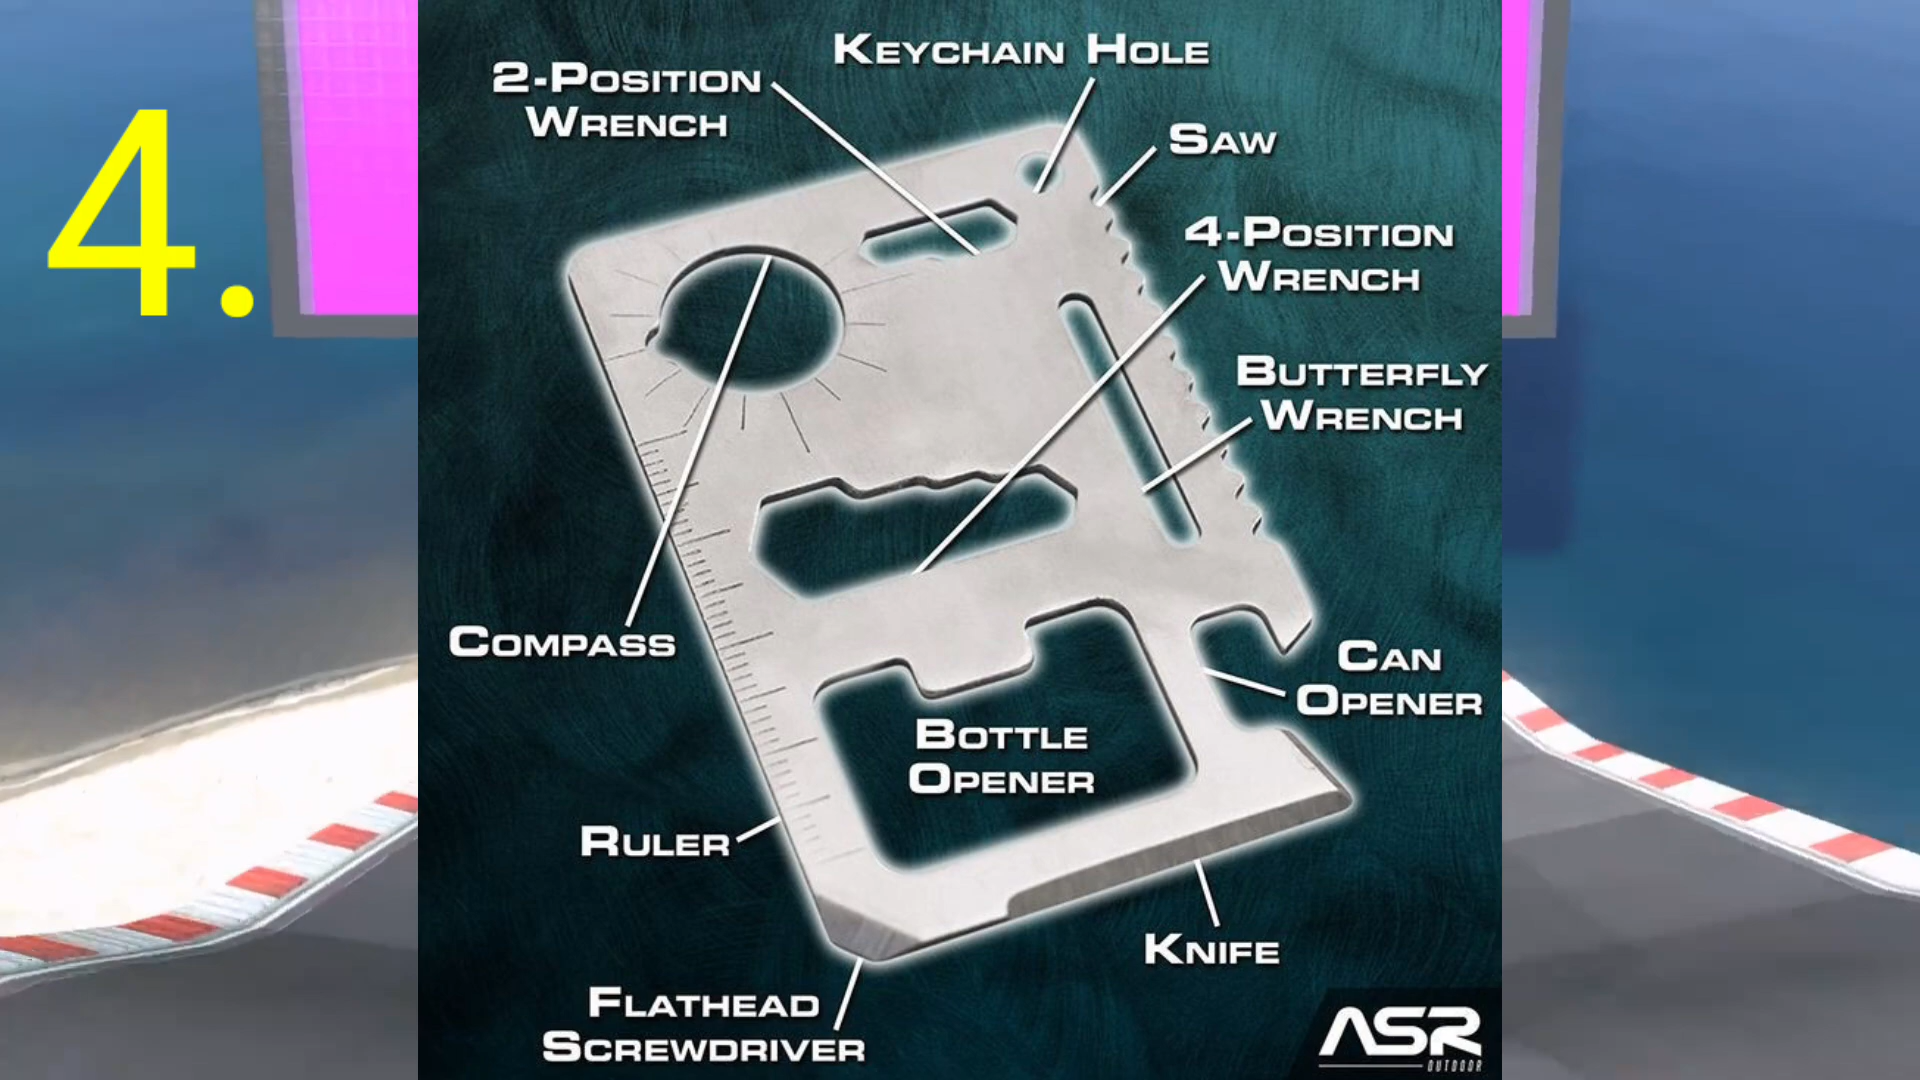 4.
KEYCHAIN HOLE
2-POSITION
WRENCH
SAW
4-POSITION
WRENCH
BUTTERFLY
WRENCH
COMPASS
CAN
OPENER
BOTTLE
OPENER
RULER
KNIFE
FLATHEAD
SCREWDRIVER
ASR
OUTDOOR